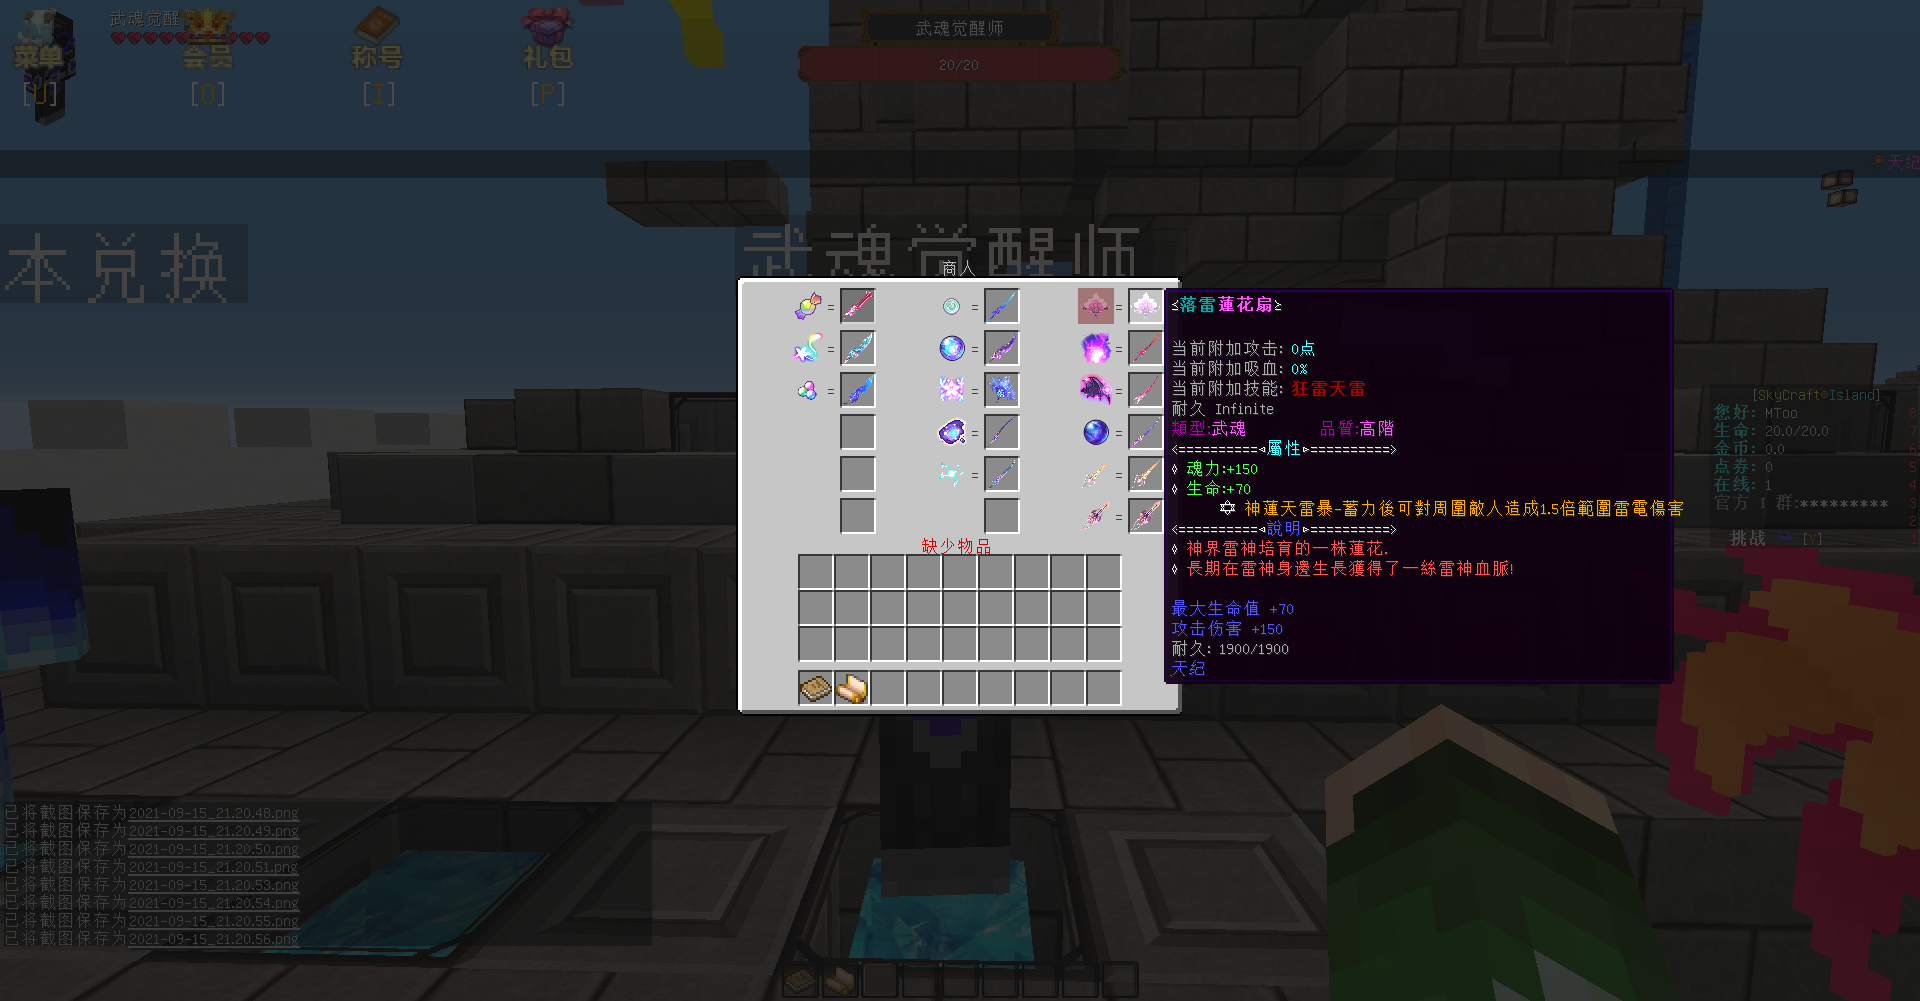 武魂觉醒
菜单
会员
称号
礼包
[U]
[O]
[I]
[P]
武魂觉醒师
20/20
天纪
本兑换
武魂觉醒师
商人
<落雷蓮花扇>
当前附加攻击: 0点
当前附加吸血: 0%
当前附加技能: 狂雷天雷
耐久 Infinite
類型:武魂 品質:高階
<==========◃屬性▹==========>
◊ 魂力:+150
◊ 生命:+70
✡ 神蓮天雷暴-蓄力後可對周圍敵人造成1.5倍範圍雷電傷害
<==========◃說明▹==========>
◊ 神界雷神培育的一株蓮花.
◊ 長期在雷神身邊生長獲得了一絲雷神血脈!
最大生命值 +70
攻击伤害 +150
耐久: 1900/1900
天纪
缺少物品
[SkyCraft©Island]
您好: MToo 8
生命: 20.0/20.0 7
金币: 0.0 6
点券: 0 5
在线: 1 4
官方 I 群:********* 3
2
挑战 [Y] 1
已将截图保存为2021-09-15_21.20.48.png
已将截图保存为2021-09-15_21.20.49.png
已将截图保存为2021-09-15_21.20.50.png
已将截图保存为2021-09-15_21.20.51.png
已将截图保存为2021-09-15_21.20.53.png
已将截图保存为2021-09-15_21.20.54.png
已将截图保存为2021-09-15_21.20.55.png
已将截图保存为2021-09-15_21.20.56.png